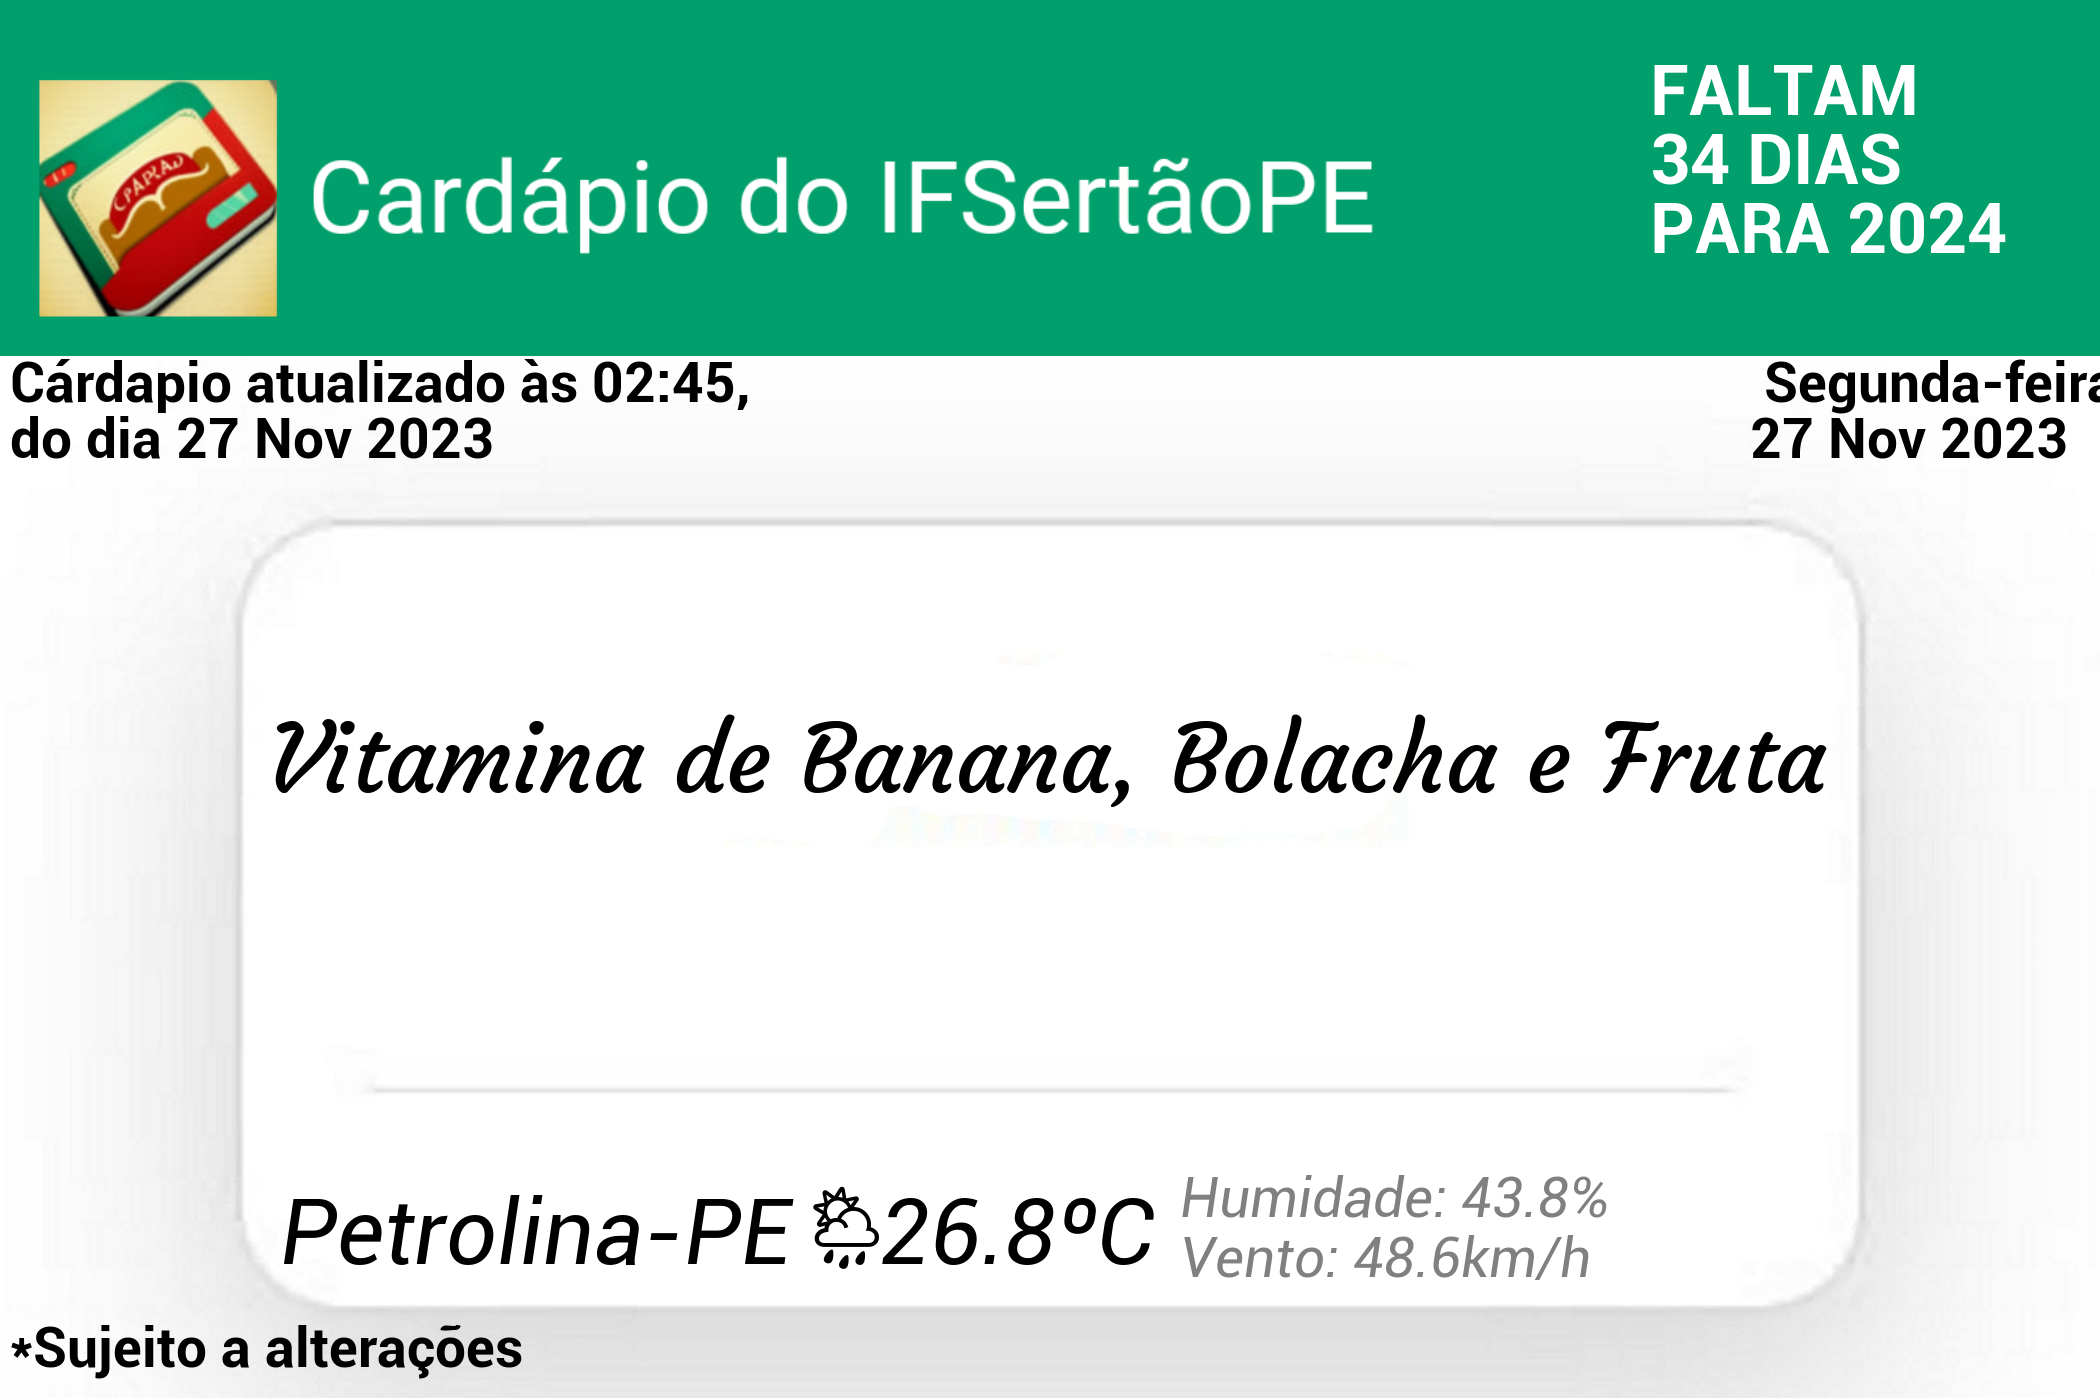 Cardápio do IFSertãoPE
FALTAM
34 DIAS
PARA 2024
Cárdapio atualizado às 02:45,
do dia 27 Nov 2023
Segunda-feira
27 Nov 2023
Vitamina de Banana, Bolacha e Fruta
Petrolina-PE 26.8ºC
Humidade: 43.8%
Vento: 48.6km/h
*Sujeito a alterações